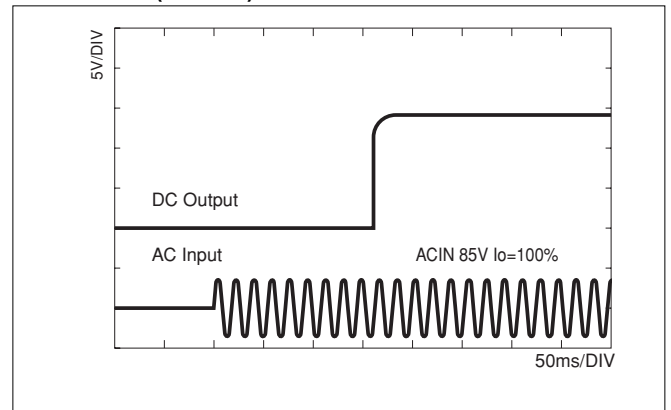 5V/DIV
DC Output
AC Input
ACIN 85V Io=100%
50ms/DIV